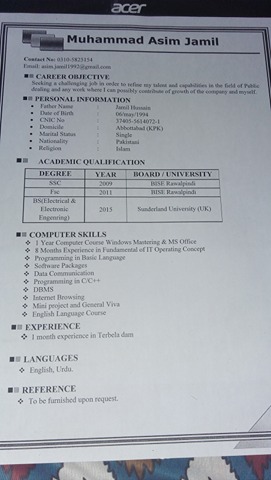 acer
Muhammad Asim Jamil
Contact No: 0310-5825154
Email: asim.jamil1992@gmail.com
CAREER OBJECTIVE
Seeking a challenging job in order to refine my talent and capabilities in the field of Public
dealing and any work where I can possibly contribute of growth of the company and myself.
PERSONAL INFORMATION
Father Name : Jamil Hussain
Date of Birth : 06/may/1994
CNIC No : 37405-5614072-1
Domicile : Abbottabad (KPK)
Marital Status : Single
Nationality : Pakistani
Religion : Islam
ACADEMIC QUALIFICATION
DEGREE YEAR BOARD / UNIVERSITY
SSC 2009 BISE Rawalpindi
Fsc 2011 BISE Rawalpindi
BS(Electrical &
Electronic 2015 Sunderland University (UK)
Engenring)
COMPUTER SKILLS
1 Year Computer Course Windows Mastering & MS Office
8 Months Experience in Fundamental of IT Operating Concept
Programming in Basic Language
Software Packages
Data Communication
Programming in C/C++
DBMS
Internet Browsing
Mini project and General Viva
English Language Course
EXPERIENCE
1 month experience in Terbela dam
LANGUAGES
English, Urdu.
REFERENCE
To be furnished upon request.